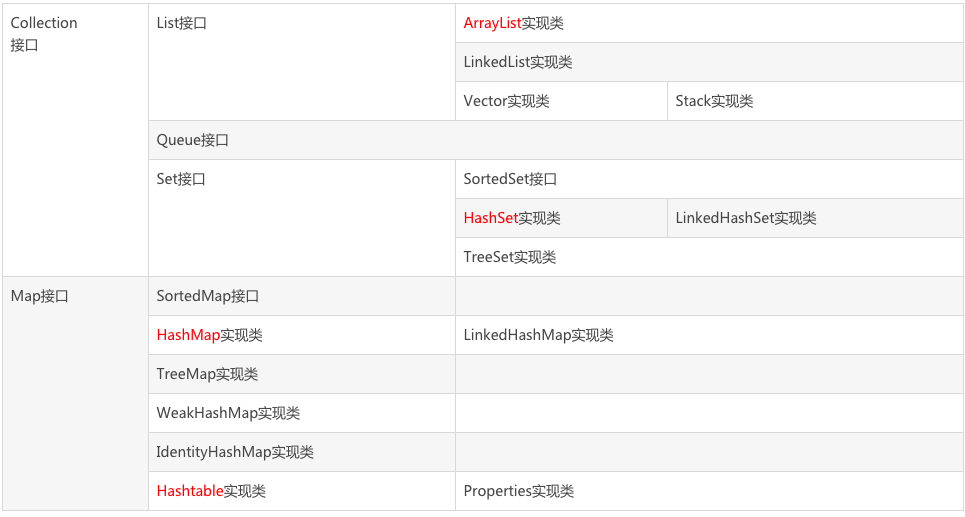 Collection
接口
List接口
ArrayList实现类
LinkedList实现类
Vector实现类
Stack实现类
Queue接口
Set接口
SortedSet接口
HashSet实现类
LinkedHashSet实现类
TreeSet实现类
Map接口
SortedMap接口
HashMap实现类
LinkedHashMap实现类
TreeMap实现类
WeakHashMap实现类
IdentityHashMap实现类
Hashtable实现类
Properties实现类